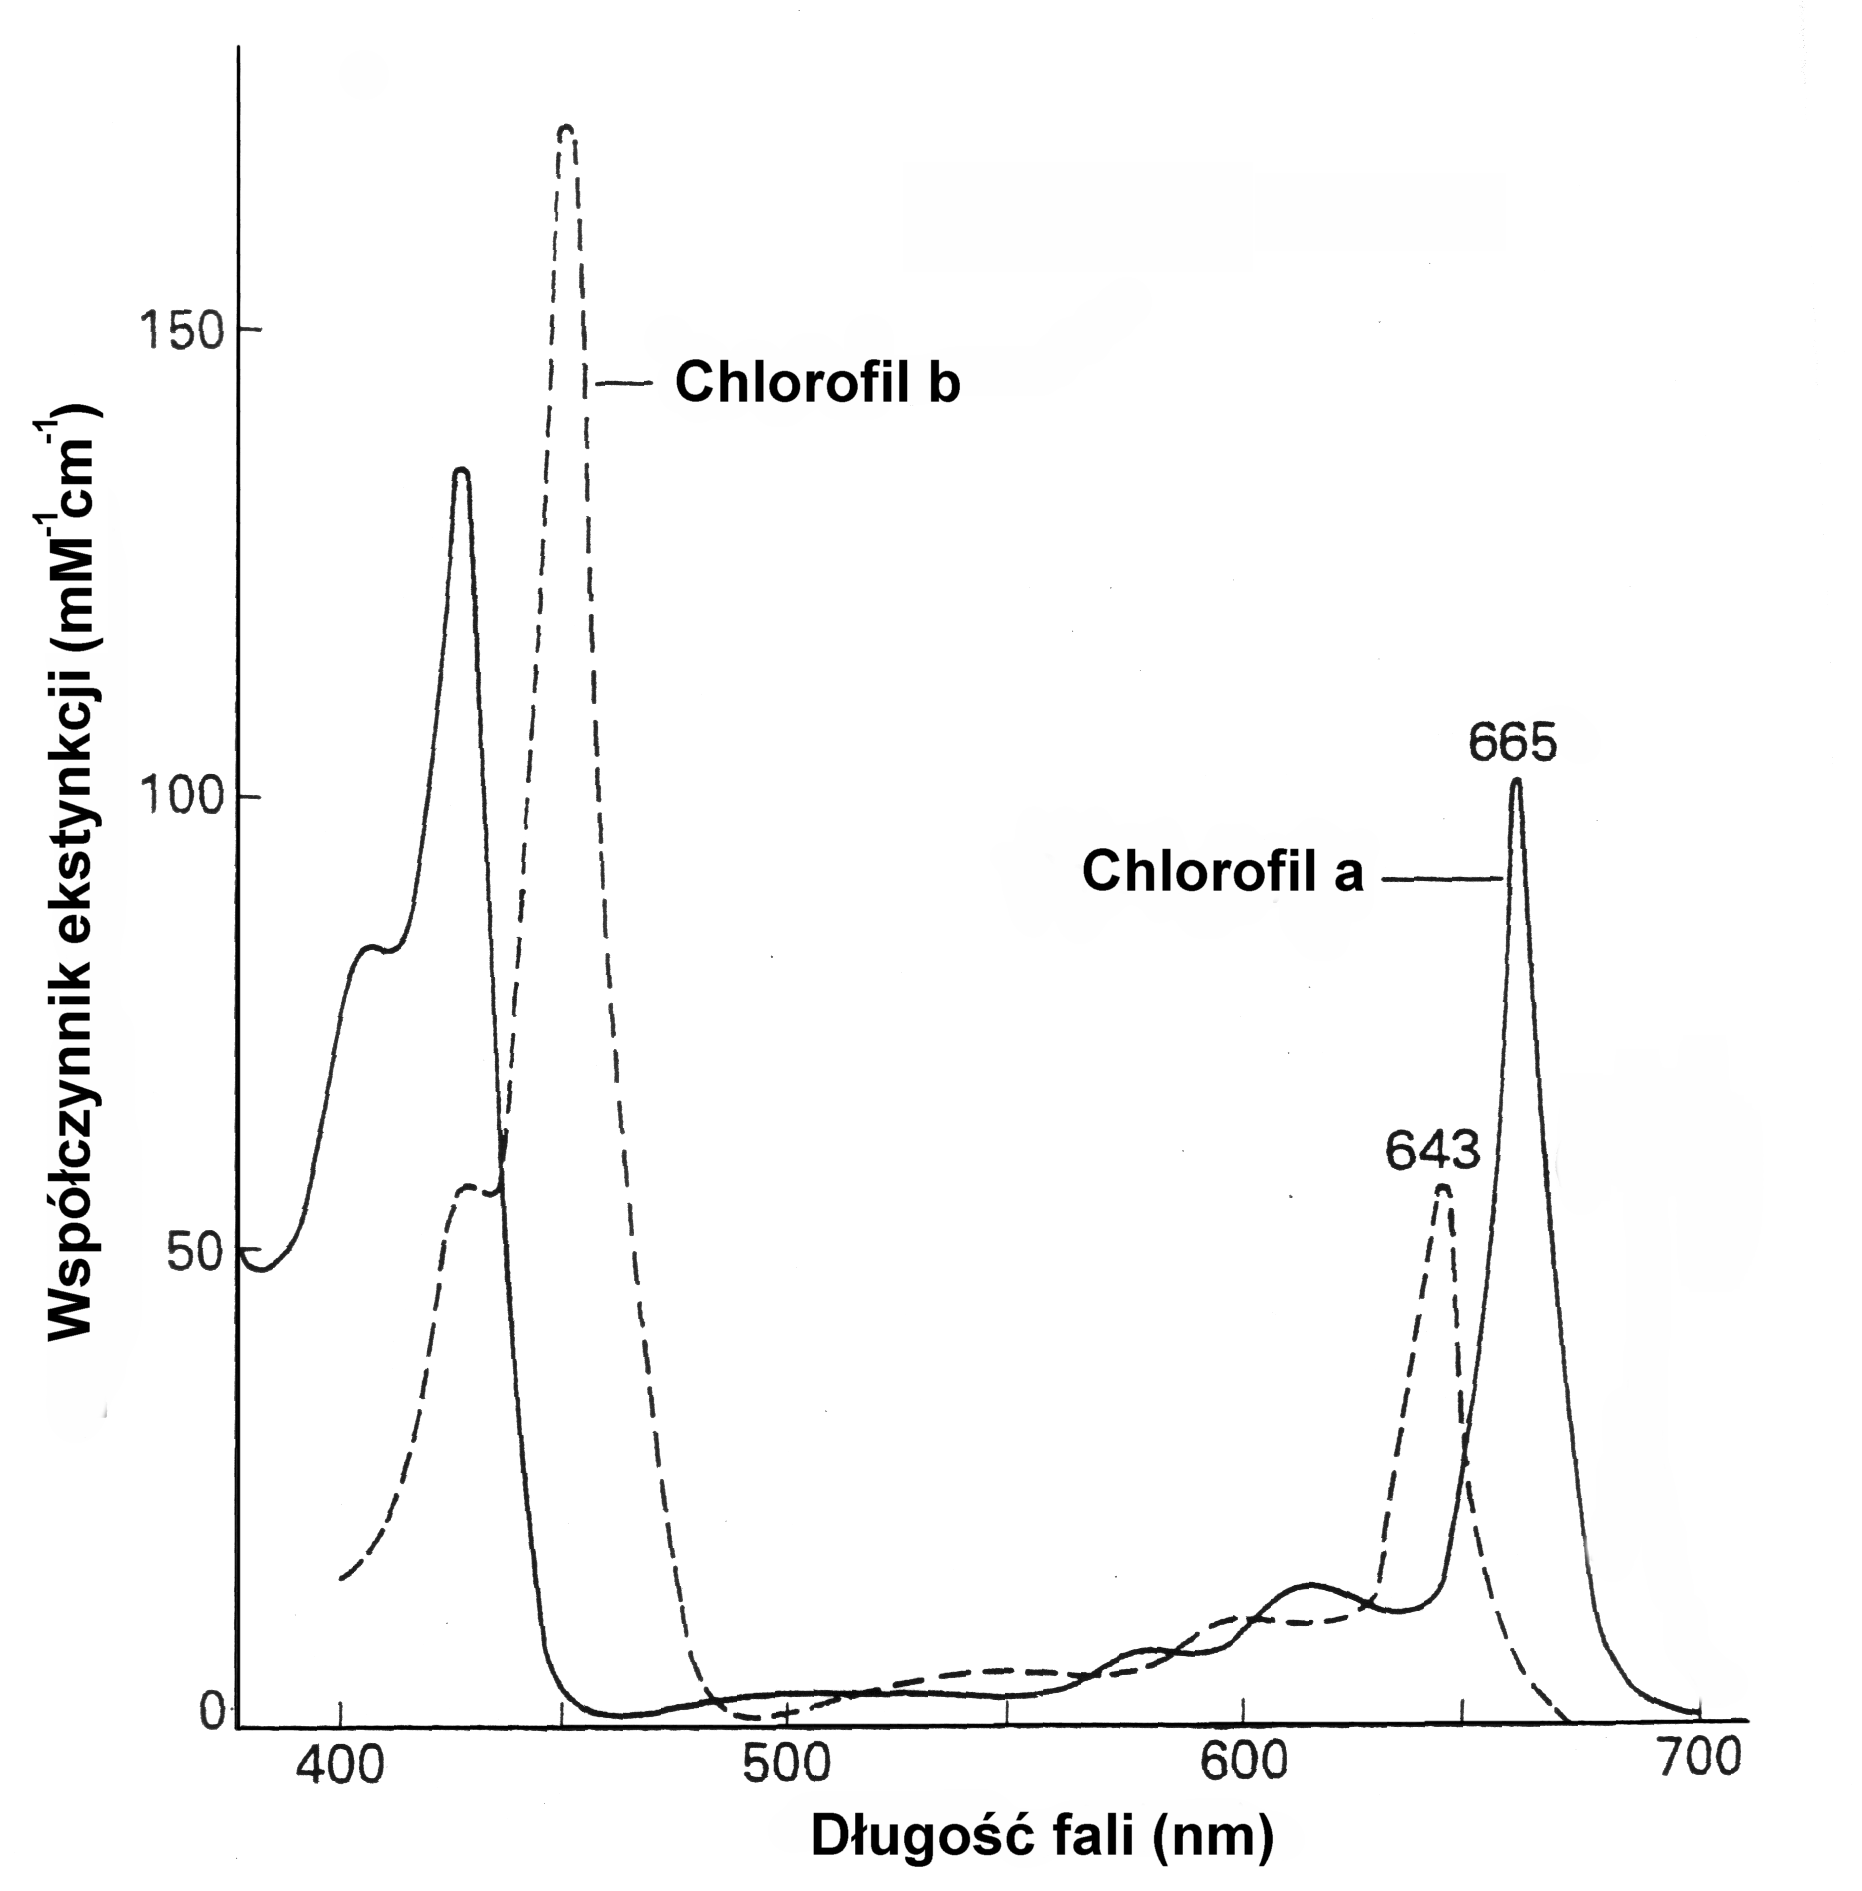 150
Chlorofil b
Współczynnik ekstynkcji (mM-1cm-1)
665
100
Chlorofil a
643
50
0
400
500
600
700
Długość fali (nm)